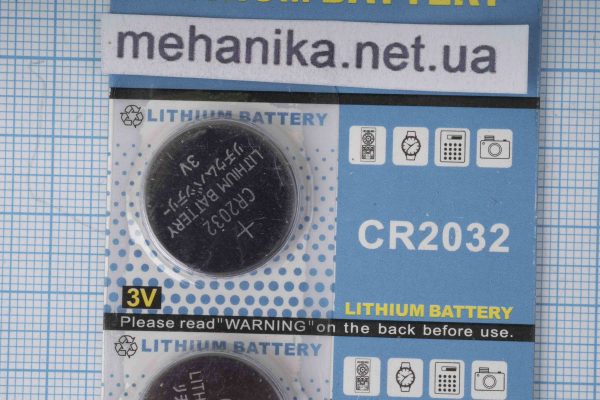 LITHIUM BATTERY
mehanika.net.ua
LITHIUM BATTERY
LITHIUM BATTERY
リチウムバッテリー
3V
CR2032
+
CR2032
3V
LITHIUM BATTERY
Please read"WARNING"on the back before use.
LITHIUM BATTERY